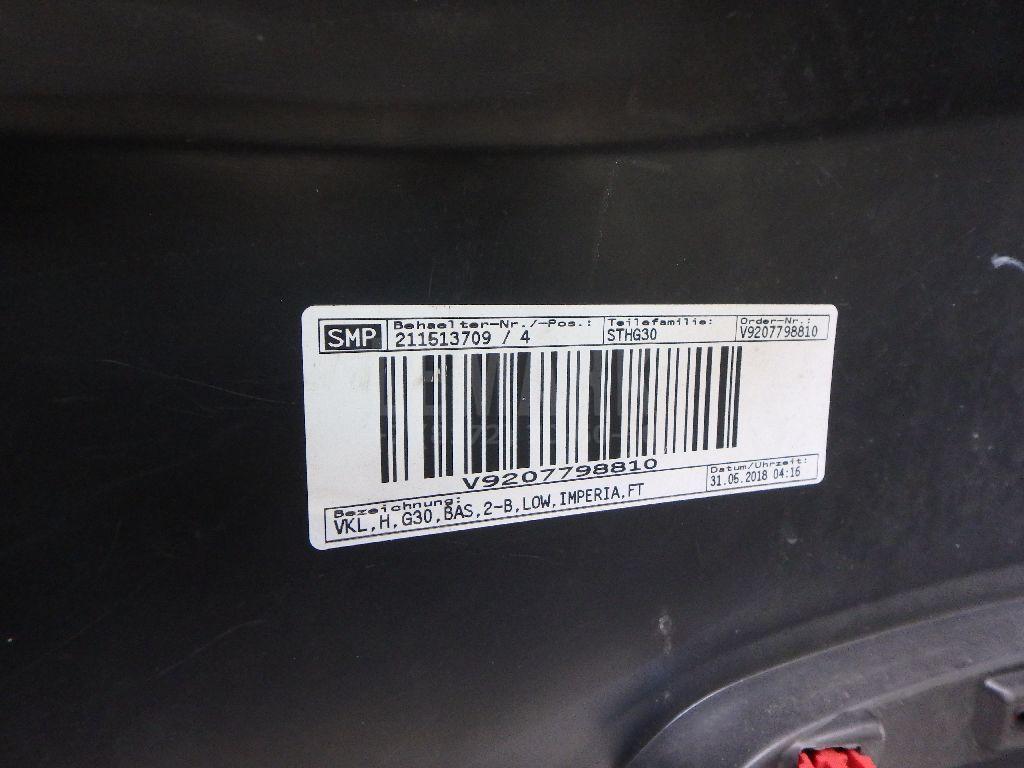 SMP
Behaelter-Nr./-Pos.:
211513709 / 4
Teilefamilie:
STHG30
Order-Nr.:
V9207798810
V9207798810
Bezeichnung:
VKL,H,G30,BAS,2-B,LOW,IMPERIA,FT
Datum/Uhrzeit:
31.05.2018 04:16